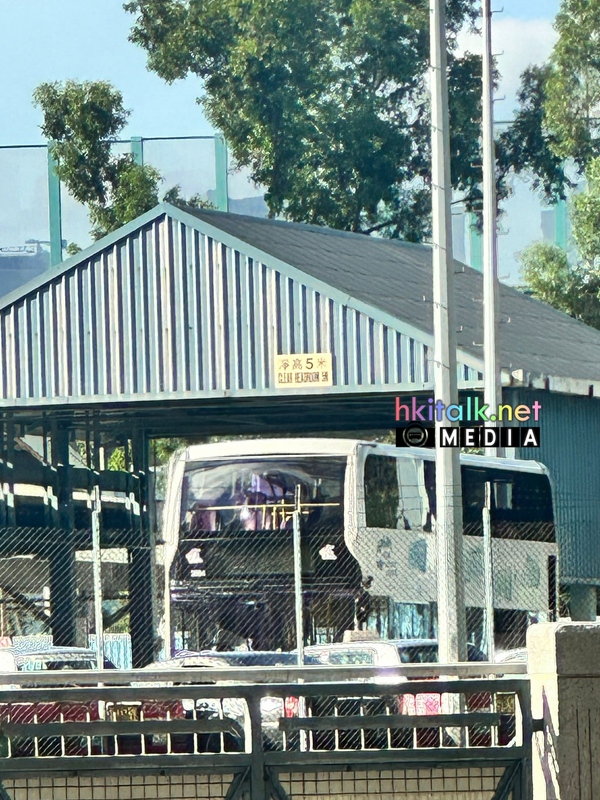 淨高5米
CLEAR HEADROOM 5M
hkitalk.net
MEDIA